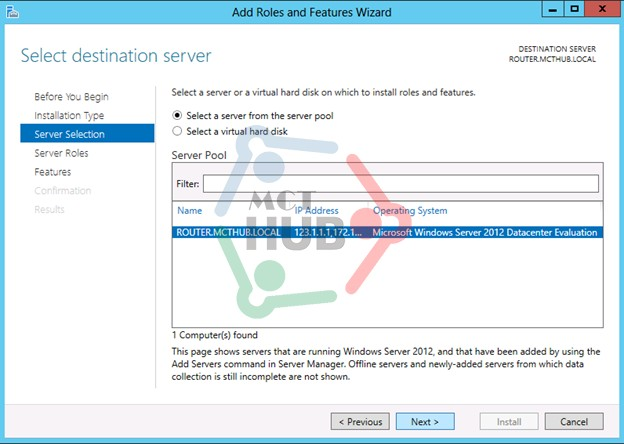 Add Roles and Features Wizard
Select destination server
DESTINATION SERVER
ROUTER.MCTHUB.LOCAL
Before You Begin
Installation Type
Server Selection
Server Roles
Features
Confirmation
Results
Select a server or a virtual hard disk on which to install roles and features.
Select a server from the server pool
Select a virtual hard disk
Server Pool
Filter:
Name IP Address Operating System
ROUTER.MCTHUB.LOCAL 123.1.1.1,172.1... Microsoft Windows Server 2012 Datacenter Evaluation
MCT
HUB
1 Computer(s) found
This page shows servers that are running Windows Server 2012, and that have been added by using the
Add Servers command in Server Manager. Offline servers and newly-added servers from which data
collection is still incomplete are not shown.
< Previous Next > Install Cancel